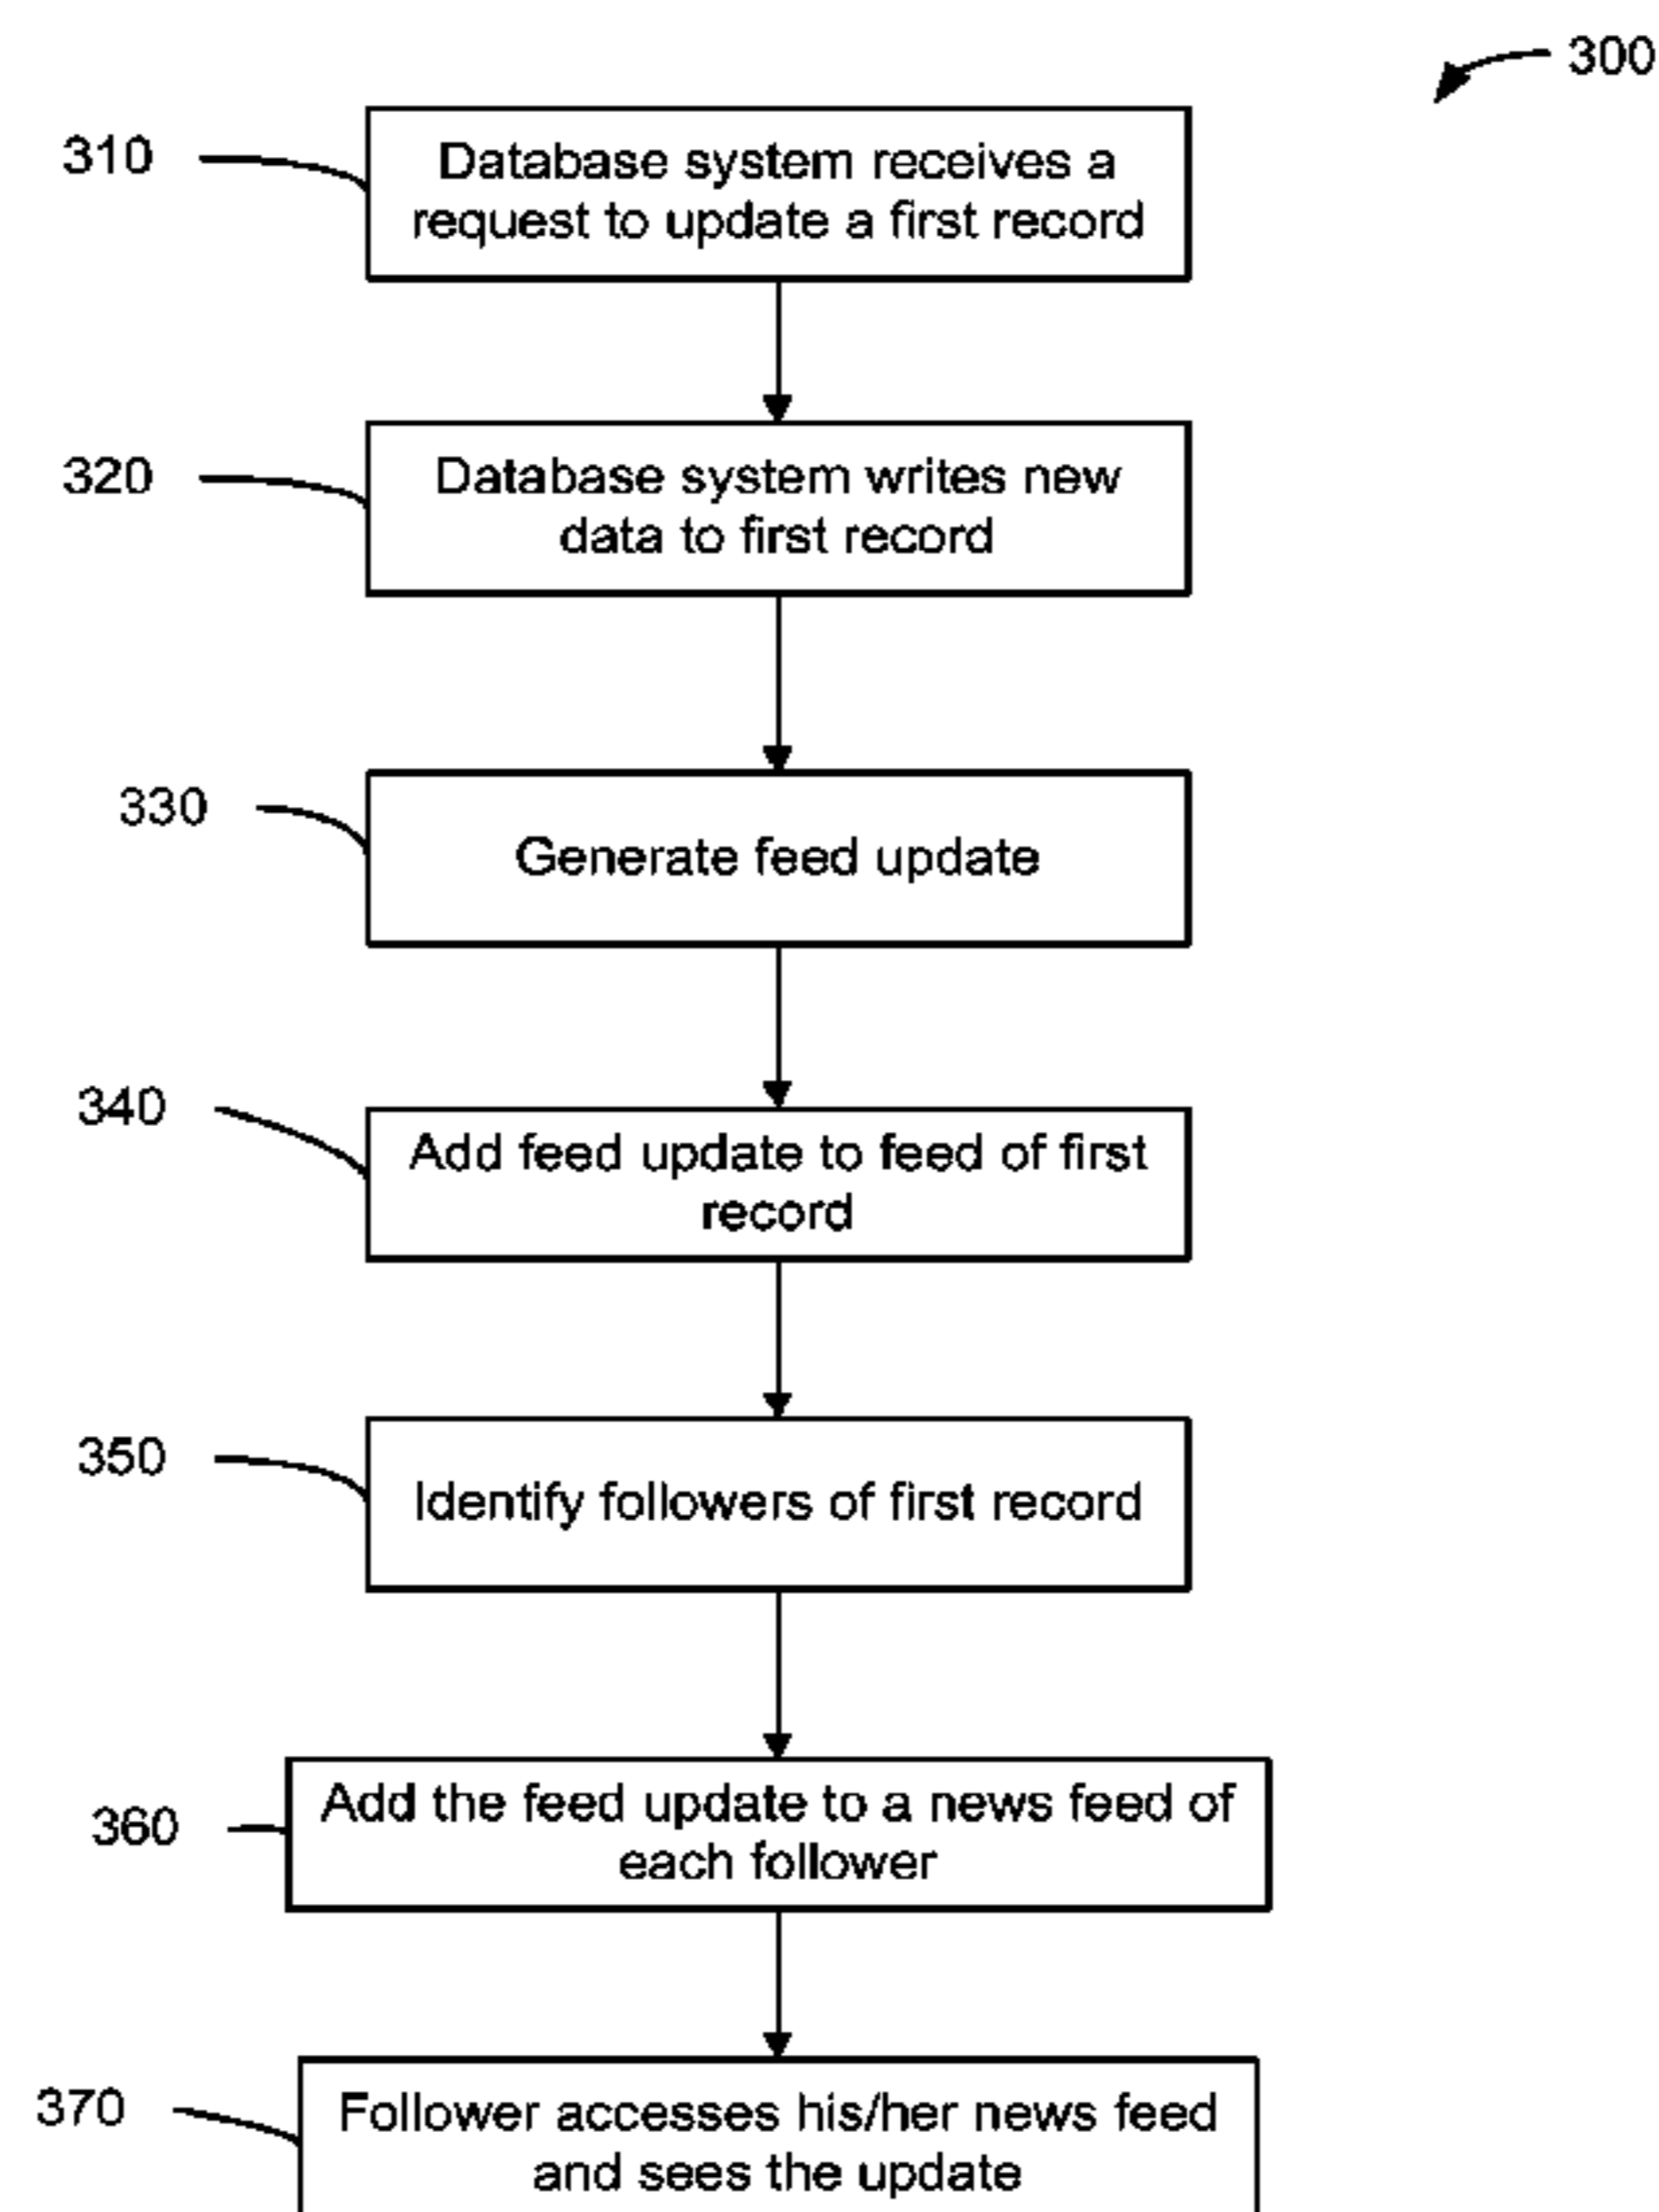 300
310
Database system receives a
request to update a first record
320
Database system writes new
data to first record
330
Generate feed update
340
Add feed update to feed of first
record
350
Identify followers of first record
360
Add the feed update to a news feed of
each follower
370
Follower accesses his/her news feed
and sees the update